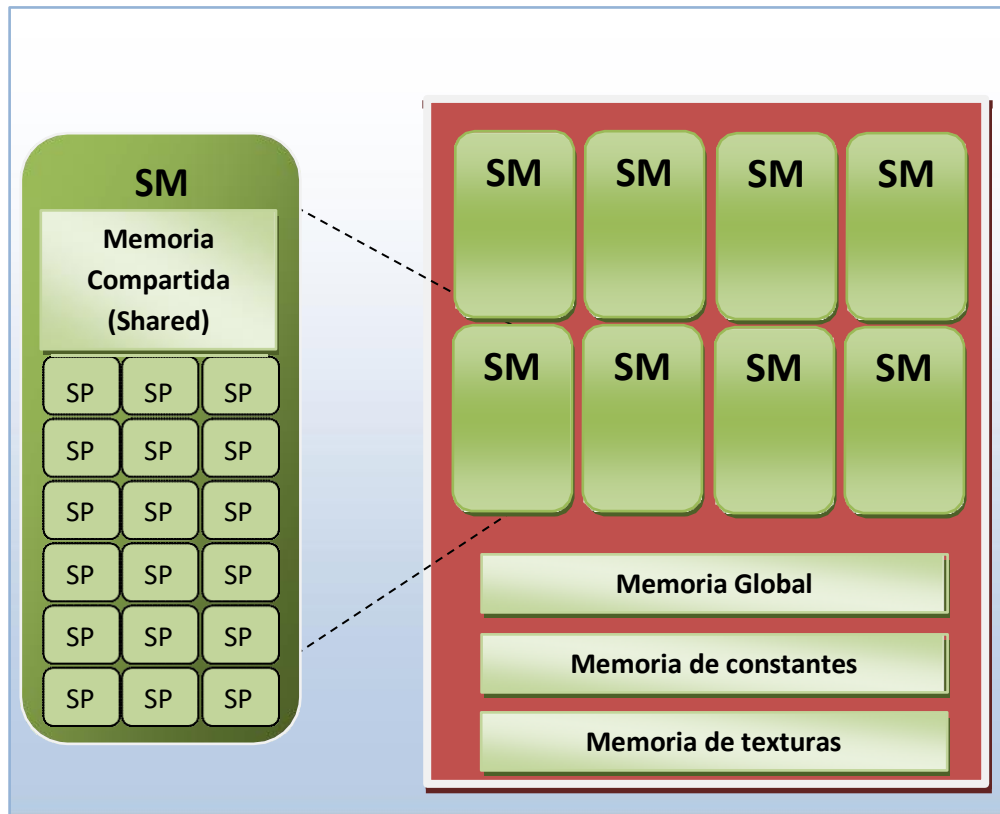 SM
Memoria
Compartida
(Shared)
SP SP SP
SP SP SP
SP SP SP
SP SP SP
SP SP SP
SP SP SP
SM SM SM SM
SM SM SM SM
Memoria Global
Memoria de constantes
Memoria de texturas